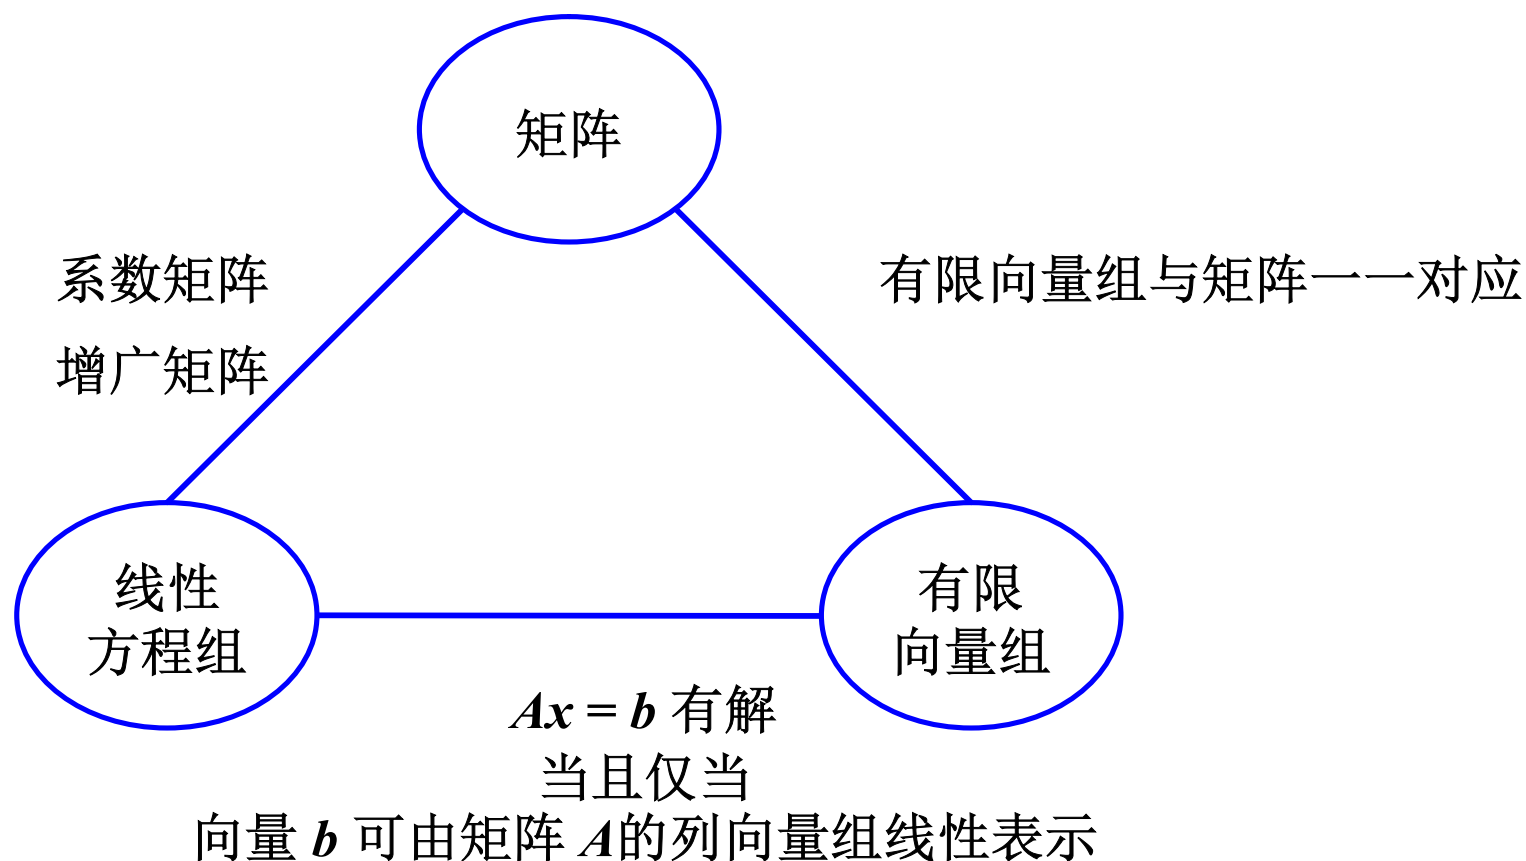 矩阵
系数矩阵
增广矩阵
有限向量组与矩阵一一对应
线性
方程组
有限
向量组
Ax = b 有解
当且仅当
向量 b 可由矩阵 A的列向量组线性表示